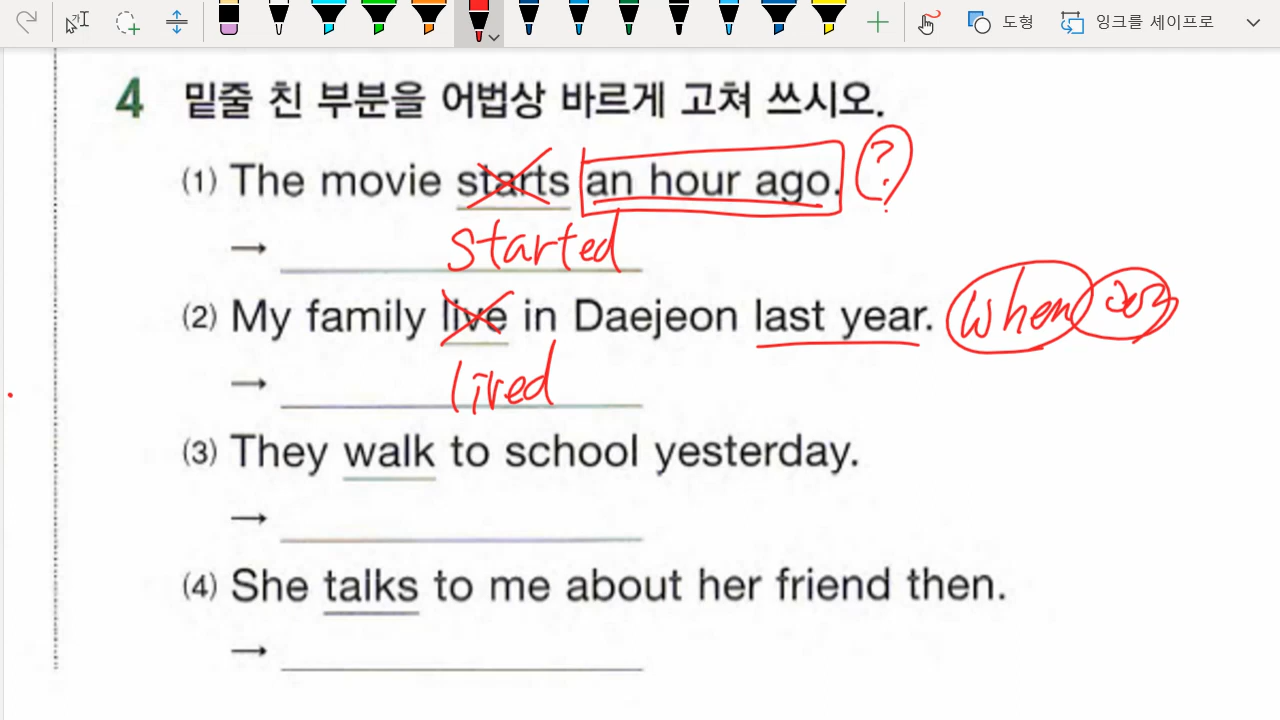 도형 잉크를 셰이프로
4 밑줄 친 부분을 어법상 바르게 고쳐 쓰시오.
(1) The movie starts an hour ago. ?
→ started
(2) My family live in Daejeon last year. When
→ lived
(3) They walk to school yesterday.
→
(4) She talks to me about her friend then.
→